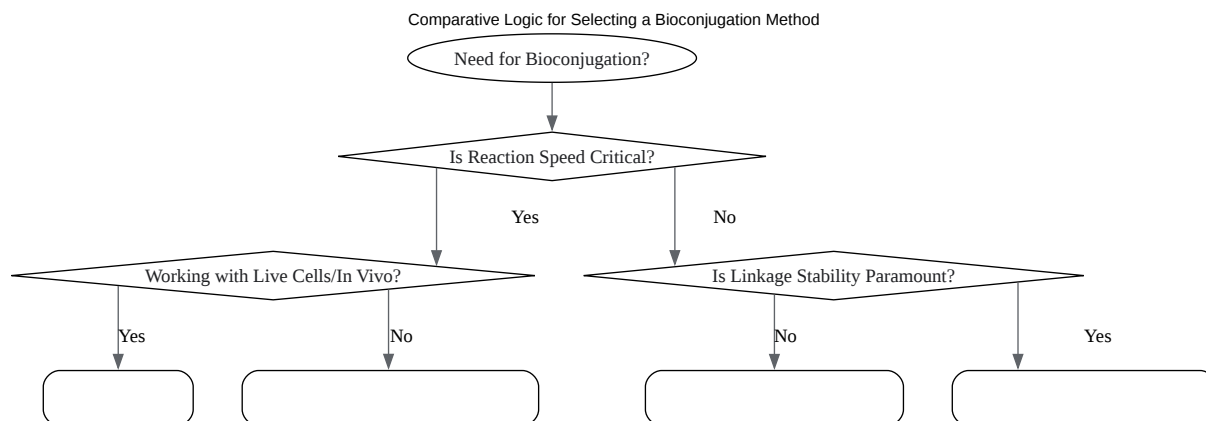 Comparative Logic for Selecting a Bioconjugation Method
Need for Bioconjugation?
Is Reaction Speed Critical?
Yes
No
Working with Live Cells/In Vivo?
Is Linkage Stability Paramount?
Yes
No
No
Yes